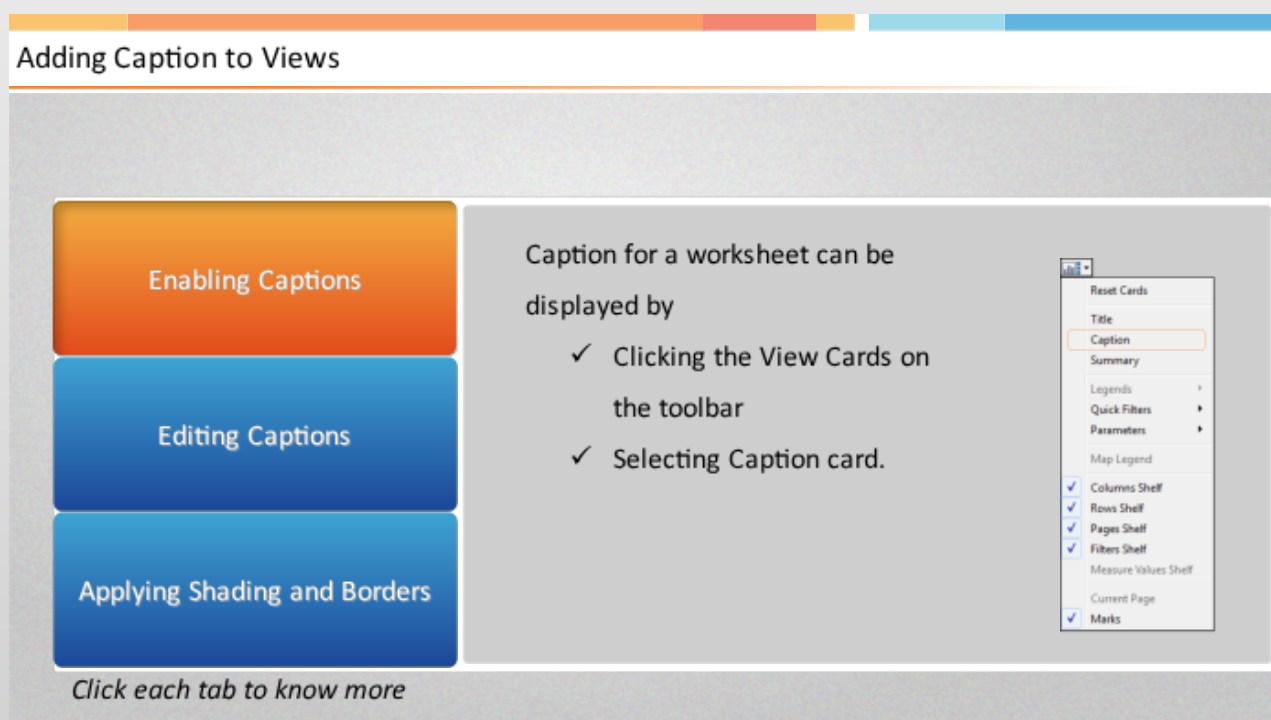 Adding Caption to Views
Enabling Captions
Editing Captions
Applying Shading and Borders
Click each tab to know more
Caption for a worksheet can be
displayed by
✓ Clicking the View Cards on
the toolbar
✓ Selecting Caption card.
Reset Cards
Title
Caption
Summary
Legends
Quick Filters
Parameters
Map Legend
Columns Shelf
Rows Shelf
Pages Shelf
Filters Shelf
Measure Values Shelf
Current Page
Marks